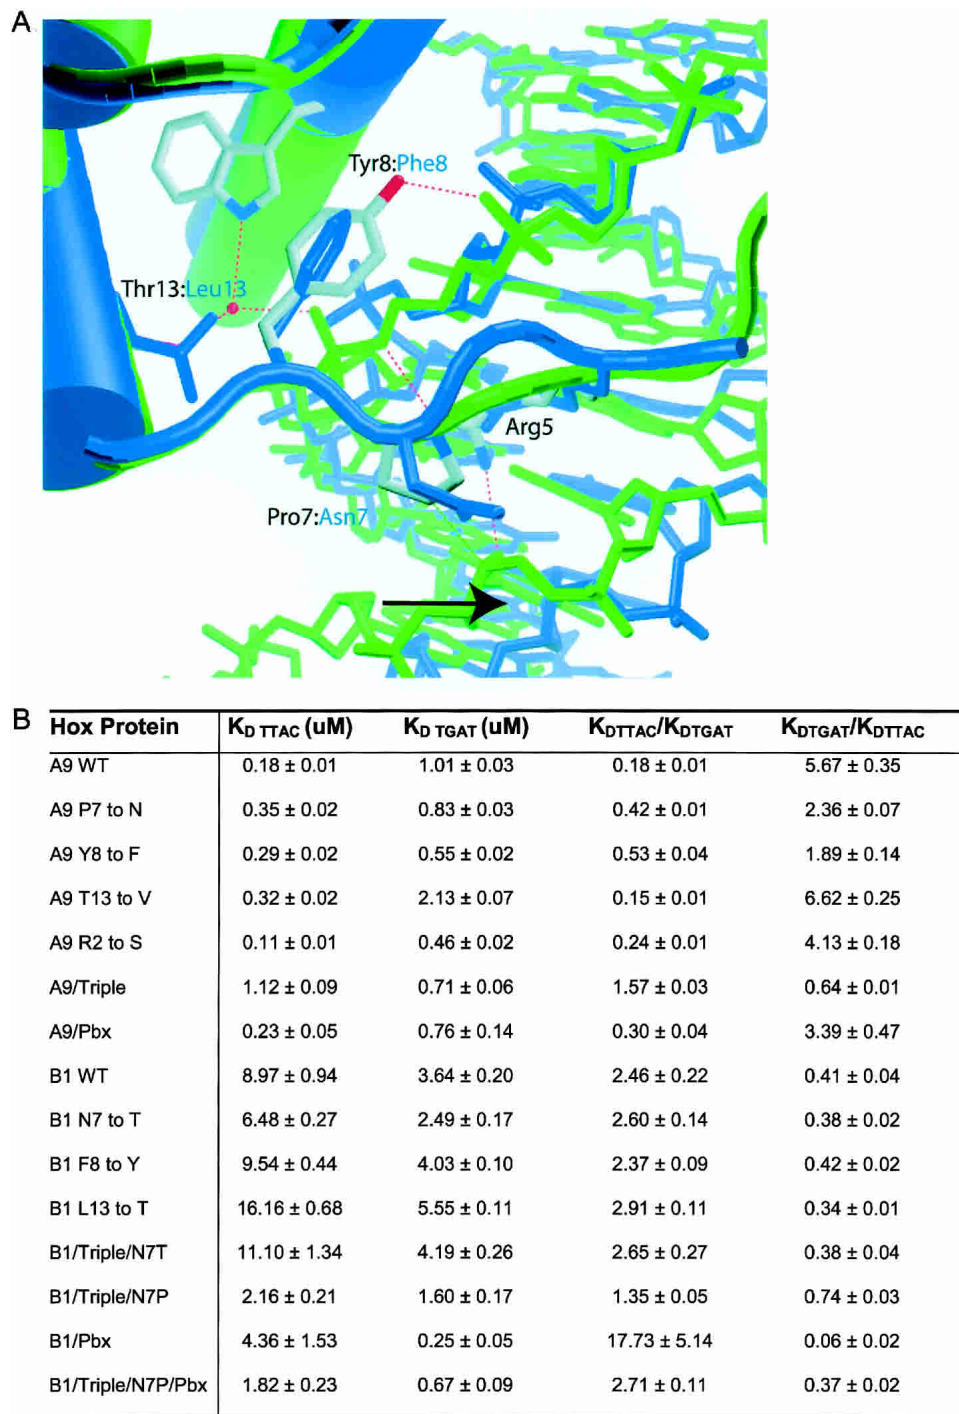 A
Tyr8:Phe8
Thr13:Leu13
Arg5
Pro7:Asn7
B
Hox Protein K_D TTAC (uM) K_D TGAT (uM) K_DTTAC/K_DTGAT K_DTGAT/K_DTTAC
A9 WT 0.18 ± 0.01 1.01 ± 0.03 0.18 ± 0.01 5.67 ± 0.35
A9 P7 to N 0.35 ± 0.02 0.83 ± 0.03 0.42 ± 0.01 2.36 ± 0.07
A9 Y8 to F 0.29 ± 0.02 0.55 ± 0.02 0.53 ± 0.04 1.89 ± 0.14
A9 T13 to V 0.32 ± 0.02 2.13 ± 0.07 0.15 ± 0.01 6.62 ± 0.25
A9 R2 to S 0.11 ± 0.01 0.46 ± 0.02 0.24 ± 0.01 4.13 ± 0.18
A9/Triple 1.12 ± 0.09 0.71 ± 0.06 1.57 ± 0.03 0.64 ± 0.01
A9/Pbx 0.23 ± 0.05 0.76 ± 0.14 0.30 ± 0.04 3.39 ± 0.47
B1 WT 8.97 ± 0.94 3.64 ± 0.20 2.46 ± 0.22 0.41 ± 0.04
B1 N7 to T 6.48 ± 0.27 2.49 ± 0.17 2.60 ± 0.14 0.38 ± 0.02
B1 F8 to Y 9.54 ± 0.44 4.03 ± 0.10 2.37 ± 0.09 0.42 ± 0.02
B1 L13 to T 16.16 ± 0.68 5.55 ± 0.11 2.91 ± 0.11 0.34 ± 0.01
B1/Triple/N7T 11.10 ± 1.34 4.19 ± 0.26 2.65 ± 0.27 0.38 ± 0.04
B1/Triple/N7P 2.16 ± 0.21 1.60 ± 0.17 1.35 ± 0.05 0.74 ± 0.03
B1/Pbx 4.36 ± 1.53 0.25 ± 0.05 17.73 ± 5.14 0.06 ± 0.02
B1/Triple/N7P/Pbx 1.82 ± 0.23 0.67 ± 0.09 2.71 ± 0.11 0.37 ± 0.02